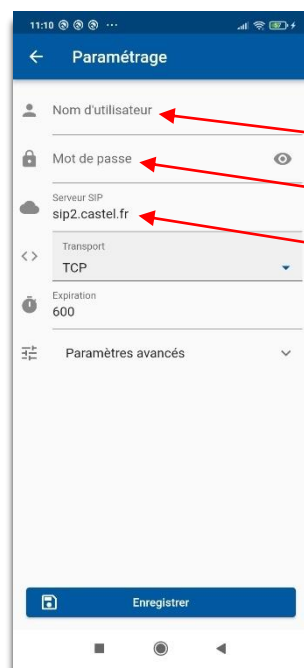 11:10
Paramétrage
Nom d'utilisateur
Mot de passe
Serveur SIP
sip2.castel.fr
Transport
TCP
Expiration
600
Paramètres avancés
Enregistrer